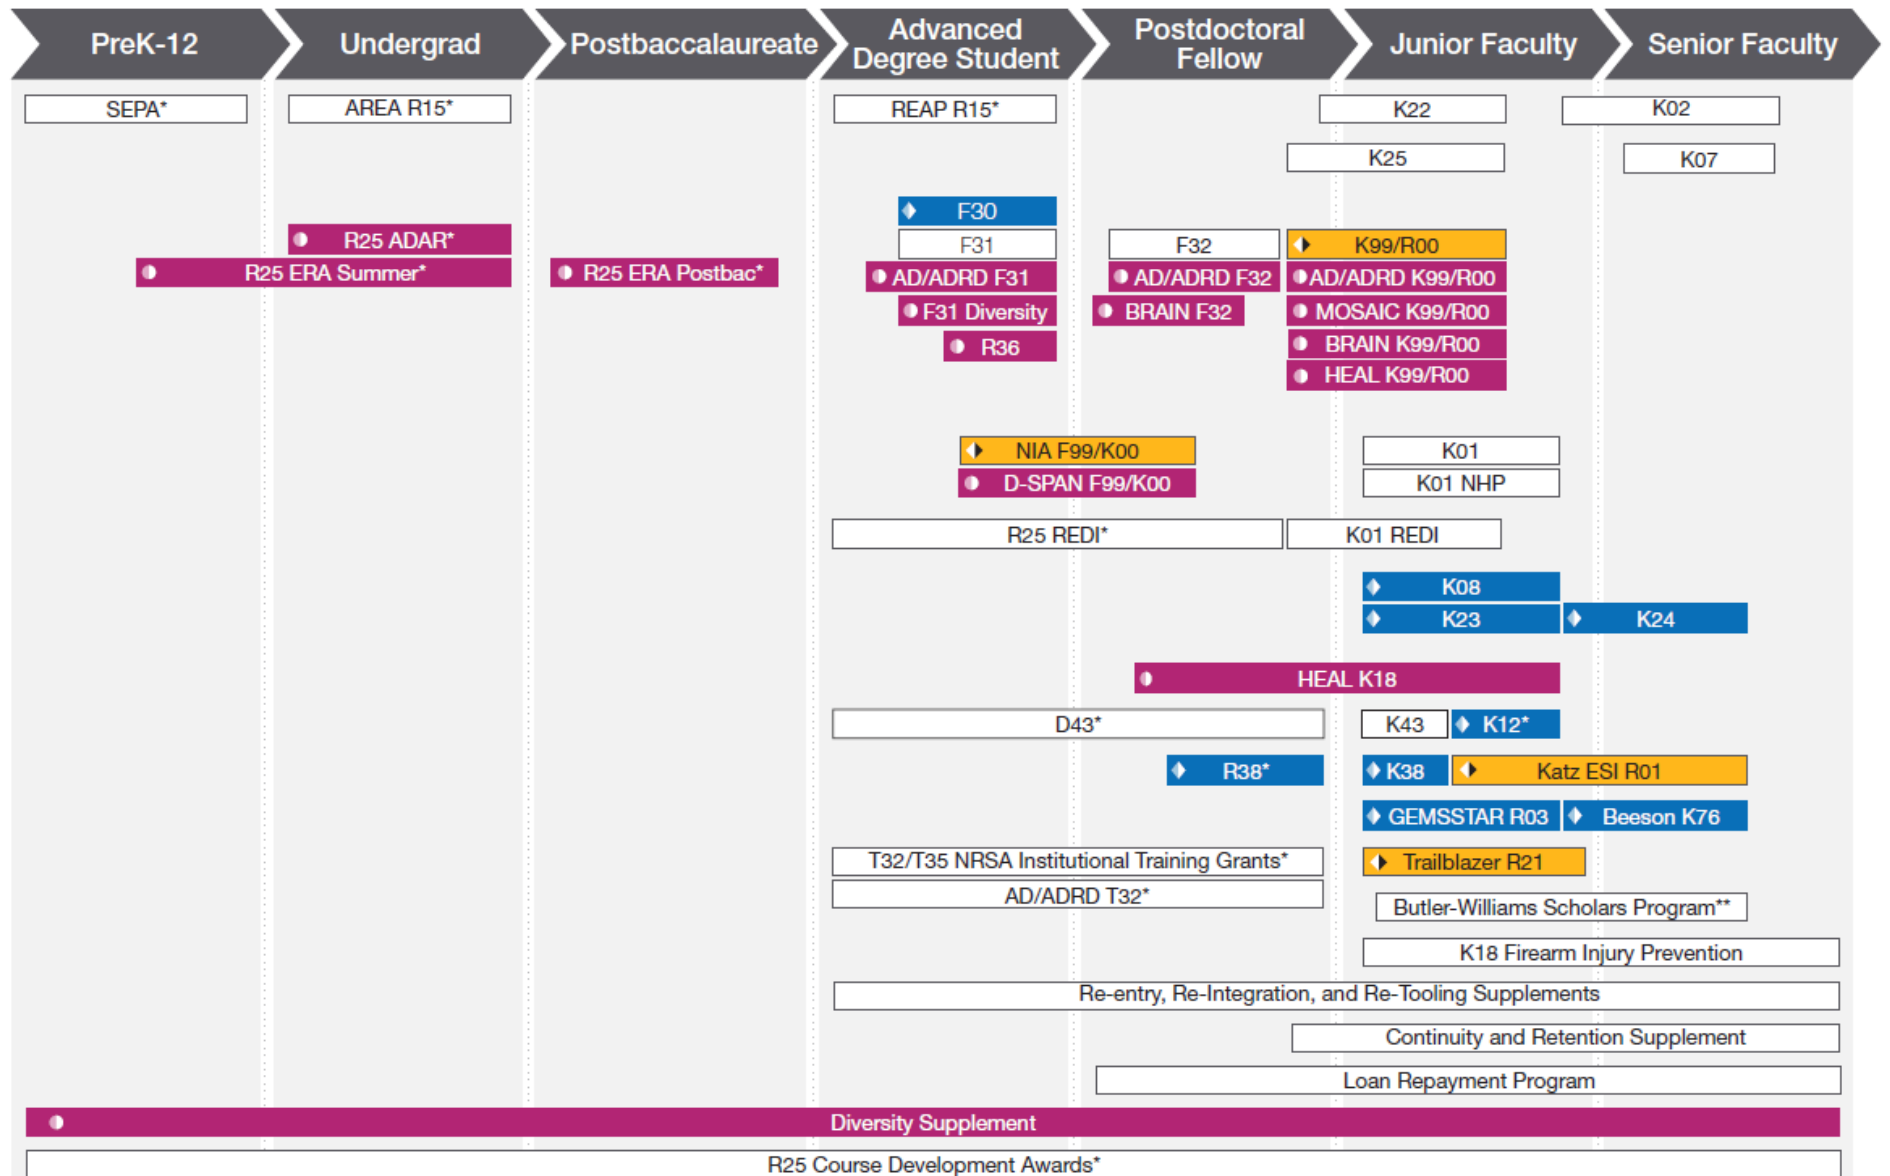 PreK-12
Undergrad
Postbaccalaureate
Advanced
Degree Student
Postdoctoral
Fellow
Junior Faculty
Senior Faculty
SEPA*
AREA R15*
REAP R15*
K22
K02
K25
K07
F30
R25 ADAR*
F31
F32
K99/R00
R25 ERA Summer*
R25 ERA Postbac*
AD/ADRD F31
AD/ADRD F32
AD/ADRD K99/R00
F31 Diversity
BRAIN F32
MOSAIC K99/R00
R36
BRAIN K99/R00
HEAL K99/R00
NIA F99/K00
K01
D-SPAN F99/K00
K01 NHP
R25 REDI*
K01 REDI
K08
K23
K24
HEAL K18
D43*
K43
K12*
R38*
K38
Katz ESI R01
GEMSSTAR R03
Beeson K76
T32/T35 NRSA Institutional Training Grants*
Trailblazer R21
AD/ADRD T32*
Butler-Williams Scholars Program**
K18 Firearm Injury Prevention
Re-entry, Re-Integration, and Re-Tooling Supplements
Continuity and Retention Supplement
Loan Repayment Program
Diversity Supplement
R25 Course Development Awards*